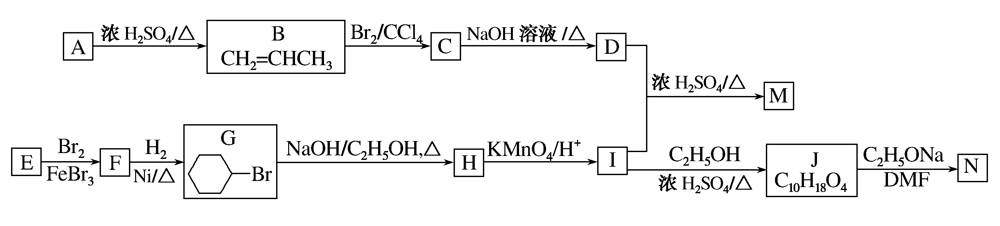 A
浓 H₂SO₄/△
B
CH₂=CHCH₃
Br₂/CCl₄
C
NaOH 溶液 /△
D
浓 H₂SO₄/△
M
E
Br₂
FeBr₃
F
H₂
Ni/△
G
Br
NaOH/C₂H₅OH,△
H
KMnO₄/H⁺
I
C₂H₅OH
浓 H₂SO₄/△
J
C₁₀H₁₈O₄
C₂H₅ONa
DMF
N